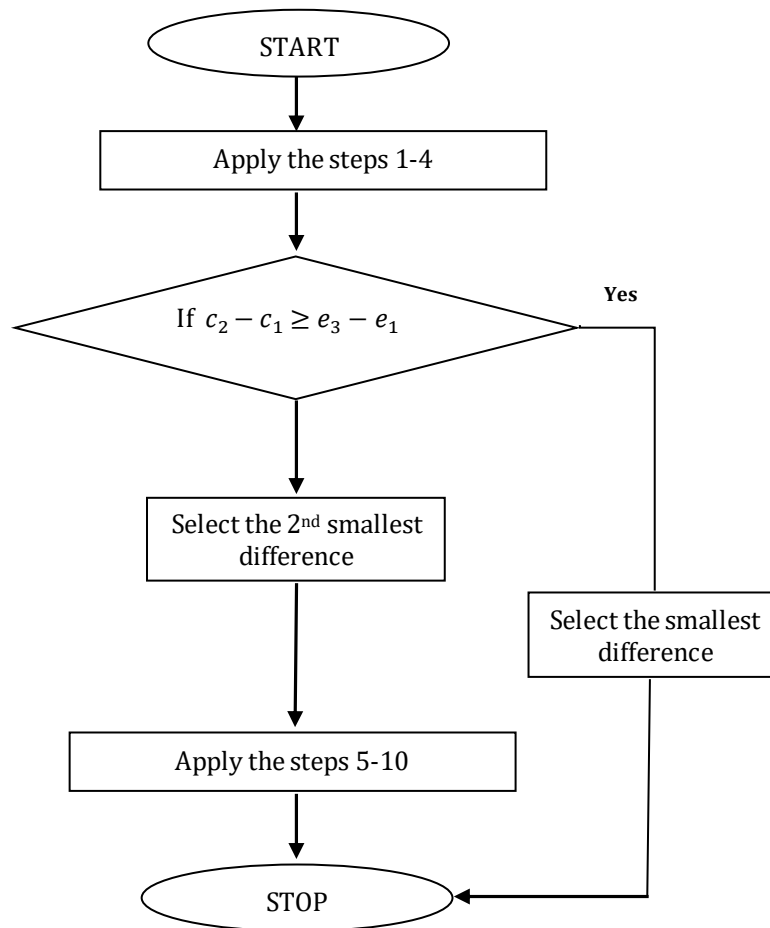 START
Apply the steps 1-4
If c₂ − c₁ ≥ e₃ − e₁
Yes
Select the 2ⁿᵈ smallest
difference
Select the smallest
difference
Apply the steps 5-10
STOP